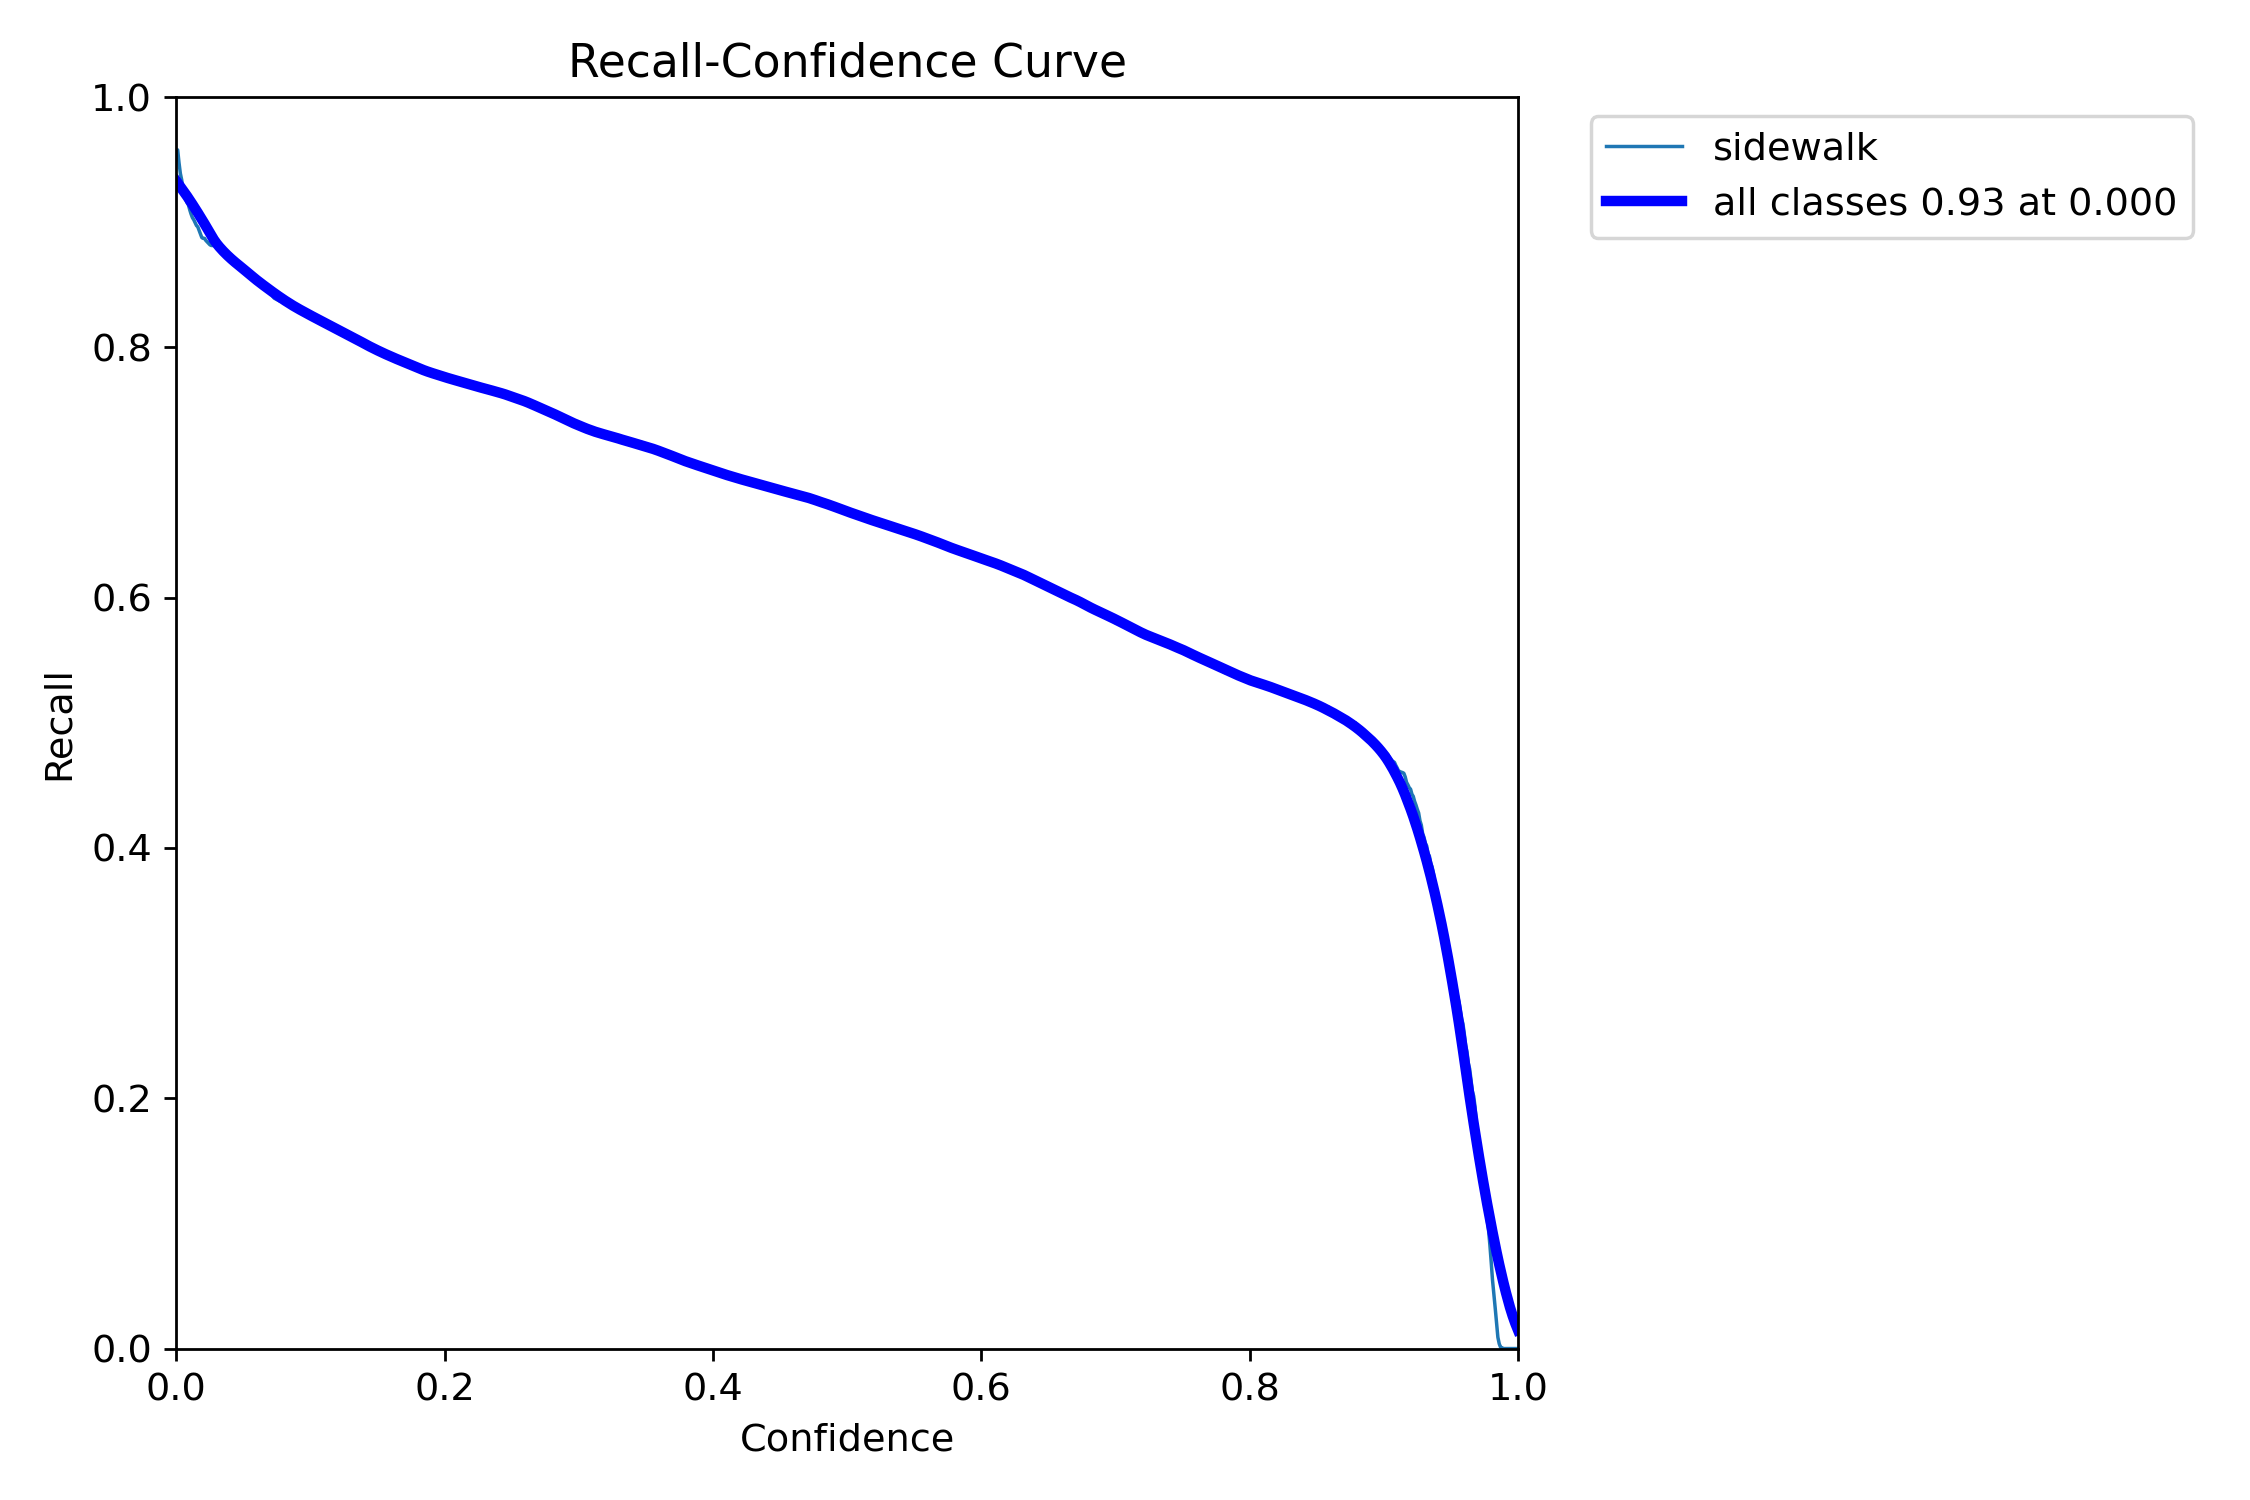 Recall-Confidence Curve
1.0
0.8
0.6
0.4
0.2
0.0
Recall
0.0 0.2 0.4 0.6 0.8 1.0
Confidence
sidewalk
all classes 0.93 at 0.000